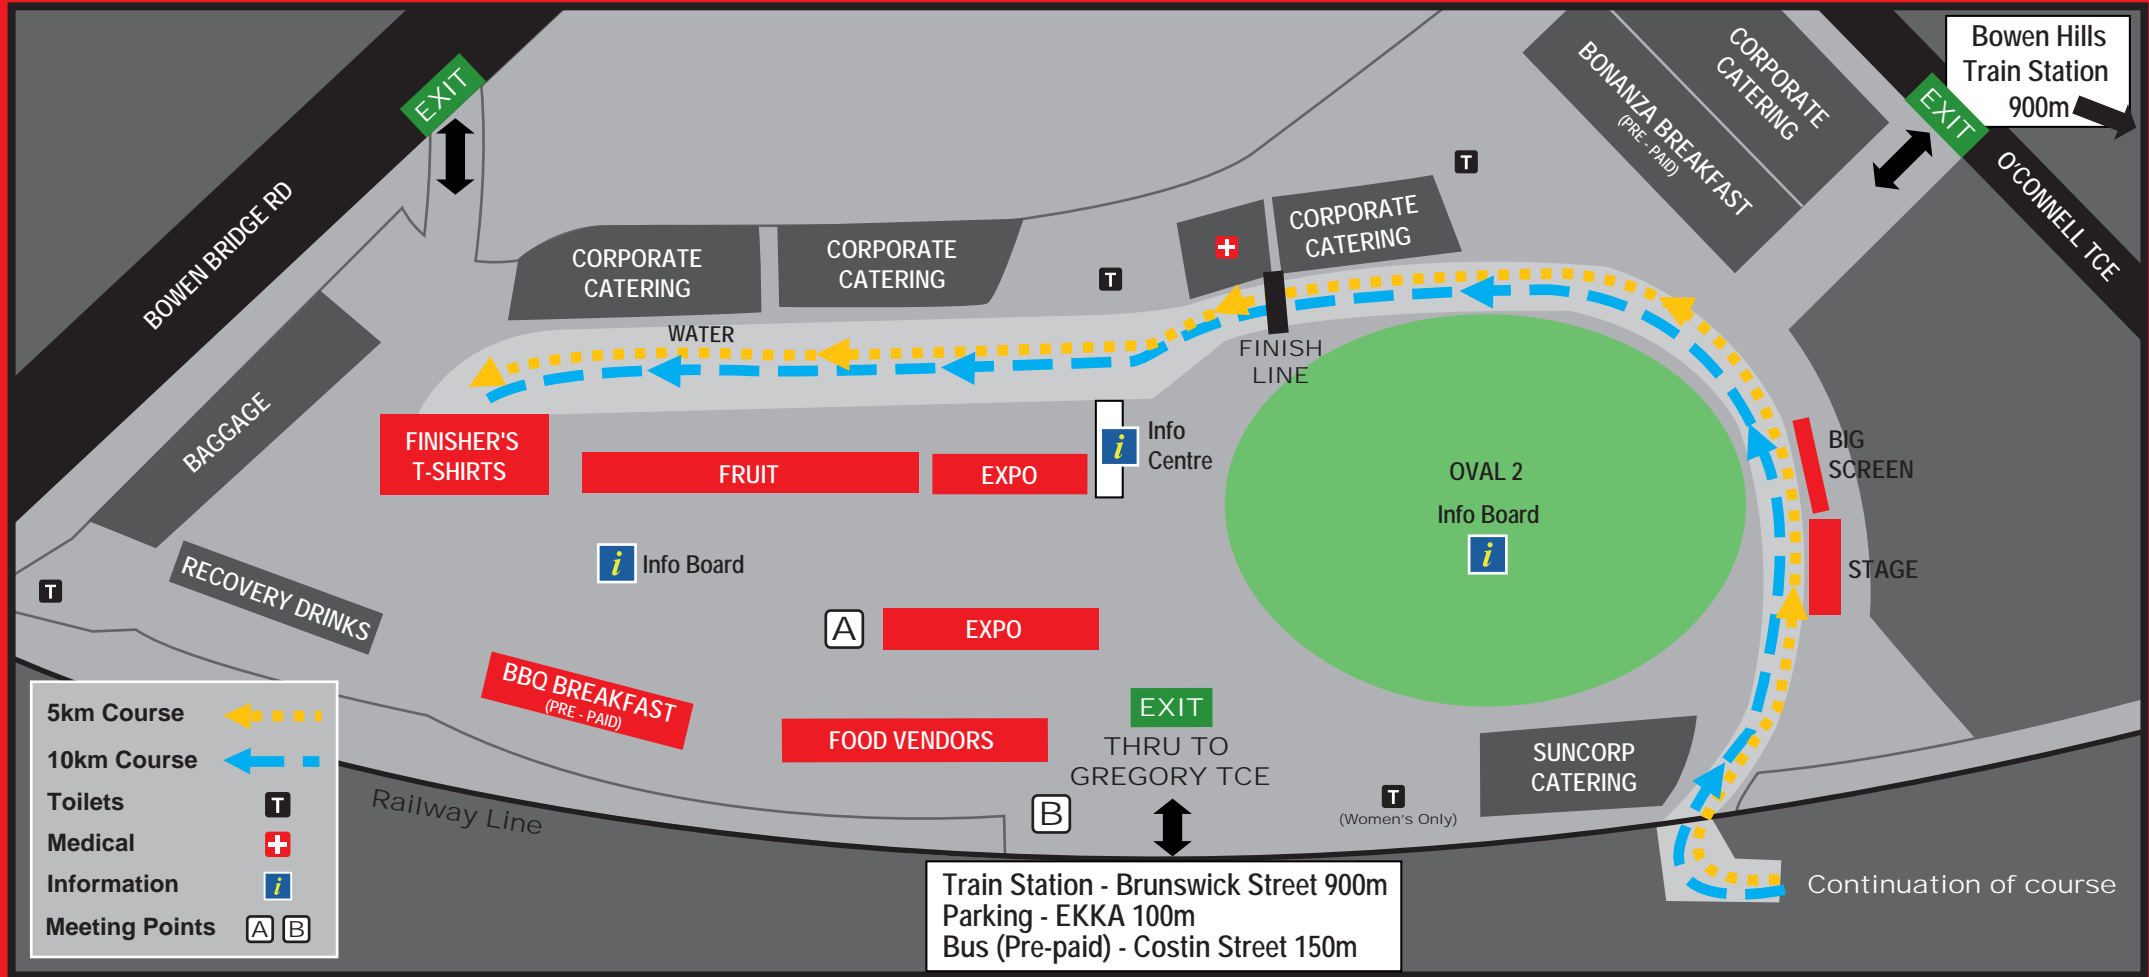 Bowen Hills
Train Station
900m
EXIT
EXIT
O'CONNELL TCE
CORPORATE
CATERING
BONANZA BREAKFAST
(PRE - PAID)
T
BOWEN BRIDGE RD
CORPORATE
CATERING
CORPORATE
CATERING
CORPORATE
CATERING
T
WATER
FINISH
LINE
BAGGAGE
FINISHER'S
T-SHIRTS
FRUIT
EXPO
i
Info
Centre
OVAL 2
Info Board
i
BIG
SCREEN
STAGE
i Info Board
T
RECOVERY DRINKS
A
EXPO
BBQ BREAKFAST
(PRE - PAID)
FOOD VENDORS
EXIT
THRU TO
GREGORY TCE
B
T
(Women's Only)
SUNCORP
CATERING
Railway Line
Continuation of course
5km Course
10km Course
Toilets T
Medical
Information i
Meeting Points A B
Train Station - Brunswick Street 900m
Parking - EKKA 100m
Bus (Pre-paid) - Costin Street 150m